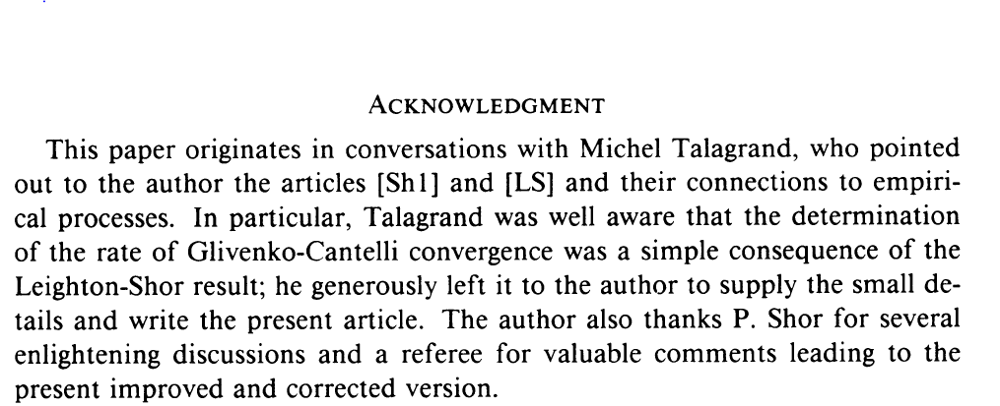 ACKNOWLEDGMENT
This paper originates in conversations with Michel Talagrand, who pointed
out to the author the articles [Sh1] and [LS] and their connections to empiri-
cal processes. In particular, Talagrand was well aware that the determination
of the rate of Glivenko-Cantelli convergence was a simple consequence of the
Leighton-Shor result; he generously left it to the author to supply the small de-
tails and write the present article. The author also thanks P. Shor for several
enlightening discussions and a referee for valuable comments leading to the
present improved and corrected version.